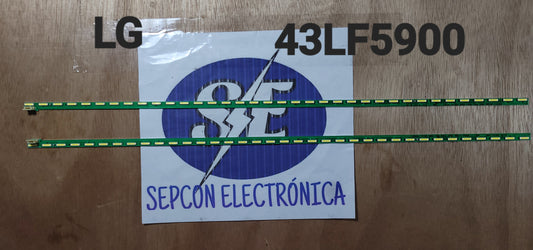 LG 43LF5900
SE
SEPCON ELECTRÓNICA